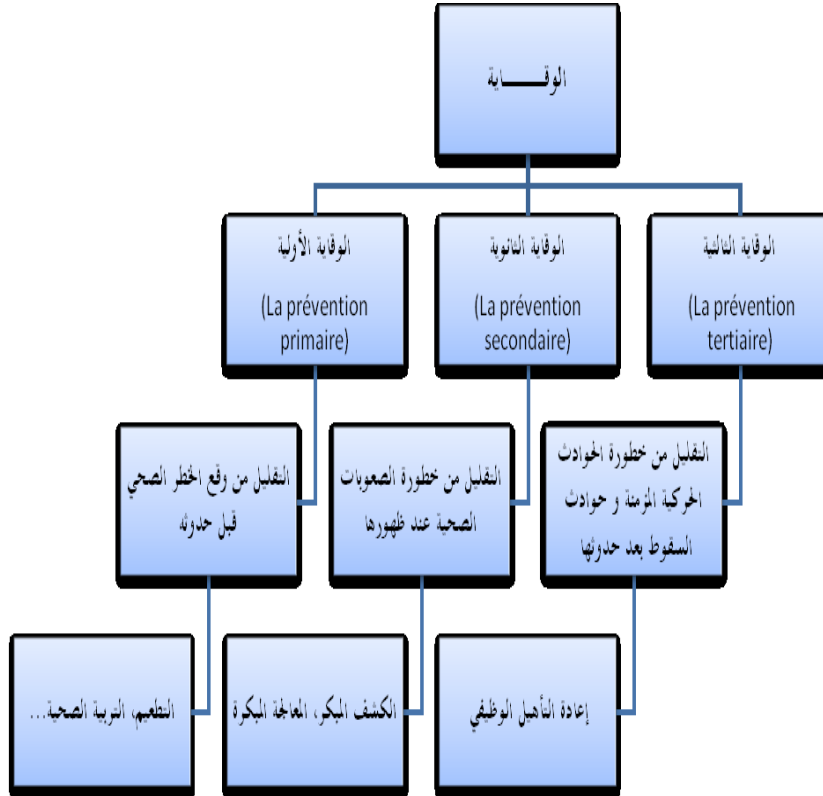 الوقـــــــاية
الوقاية الأولية
(La prévention
primaire)
الوقاية الثانوية
(La prévention
secondaire)
الوقاية الثالثية
(La prévention
tertiaire)
التقليل من وقع الخطر الصحي
قبل حدوثه
التقليل من خطورة الصعوبات
الصحية عند ظهورها
التقليل من خطورة الحوادث
الحركية المزمنة و حوادث
السقوط بعد حدوثها
التطعيم، التربية الصحية...
الكشف المبكر، المعالجة المبكرة
إعادة التأهيل الوظيفي